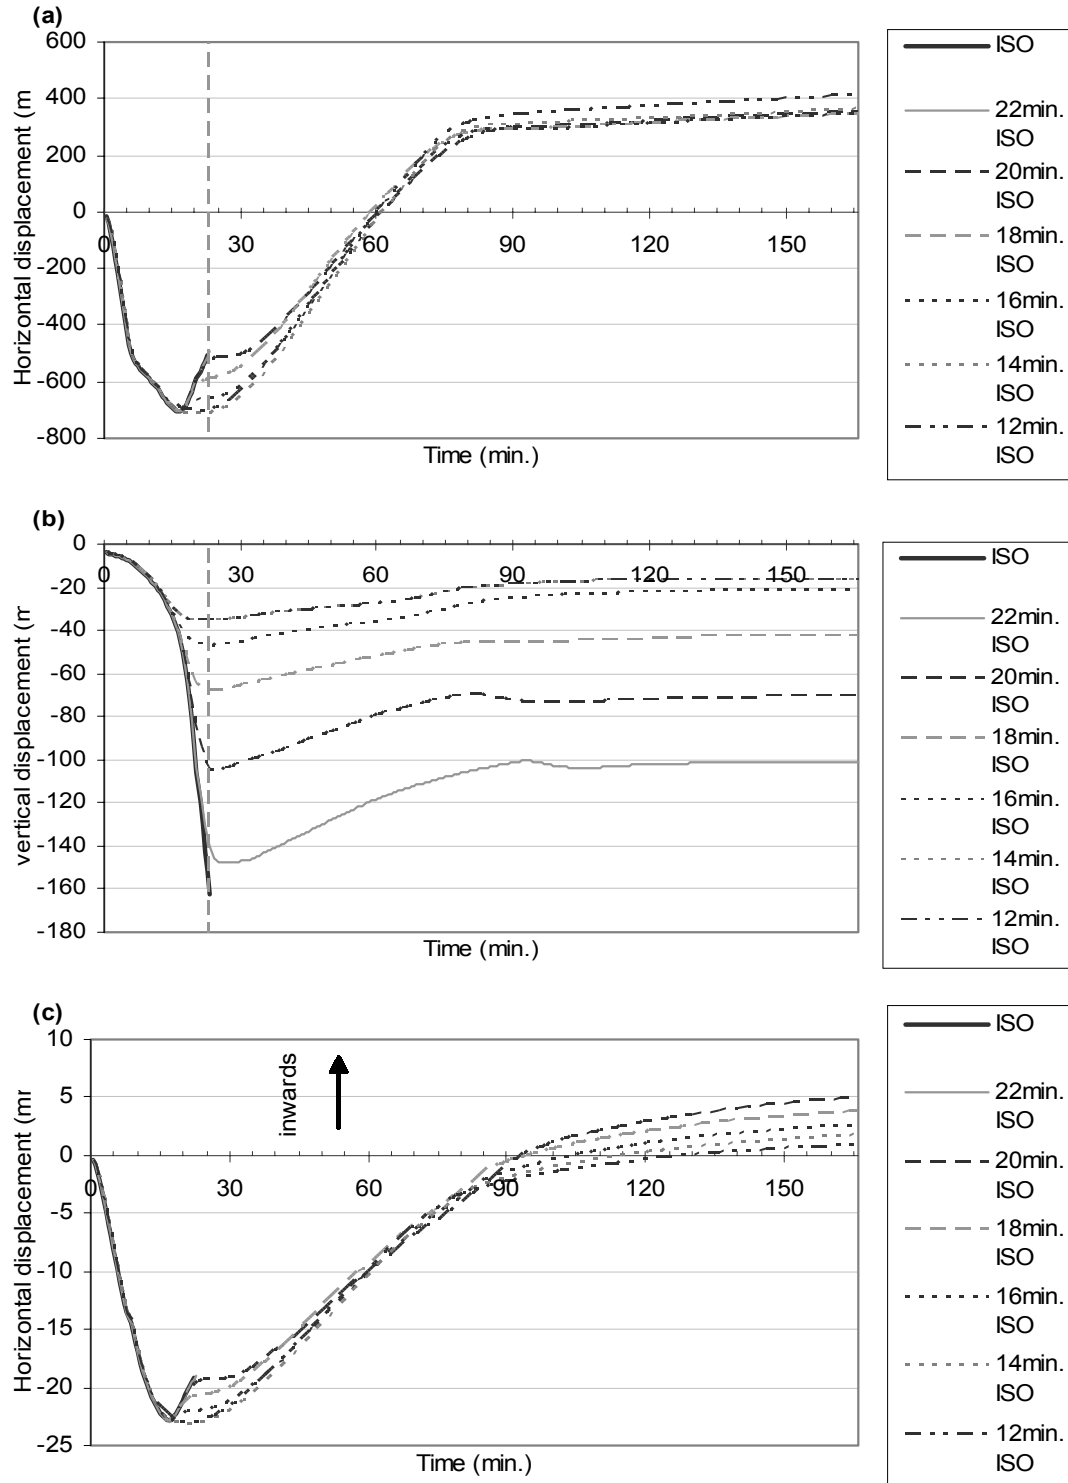 (a)
600
400
200
0
-200
-400
-600
-800
Horizontal displacement (m
0 30 60 90 120 150
Time (min.)
ISO
22min.
ISO
20min.
ISO
18min.
ISO
16min.
ISO
14min.
ISO
12min.
ISO
(b)
0
-20
-40
-60
-80
-100
-120
-140
-160
-180
vertical displacement (mr
0 30 60 90 120 150
Time (min.)
ISO
22min.
ISO
20min.
ISO
18min.
ISO
16min.
ISO
14min.
ISO
12min.
ISO
(c)
10
5
0
-5
-10
-15
-20
-25
Horizontal displacement (mr
inwards
0 30 60 90 120 150
Time (min.)
ISO
22min.
ISO
20min.
ISO
18min.
ISO
16min.
ISO
14min.
ISO
12min.
ISO